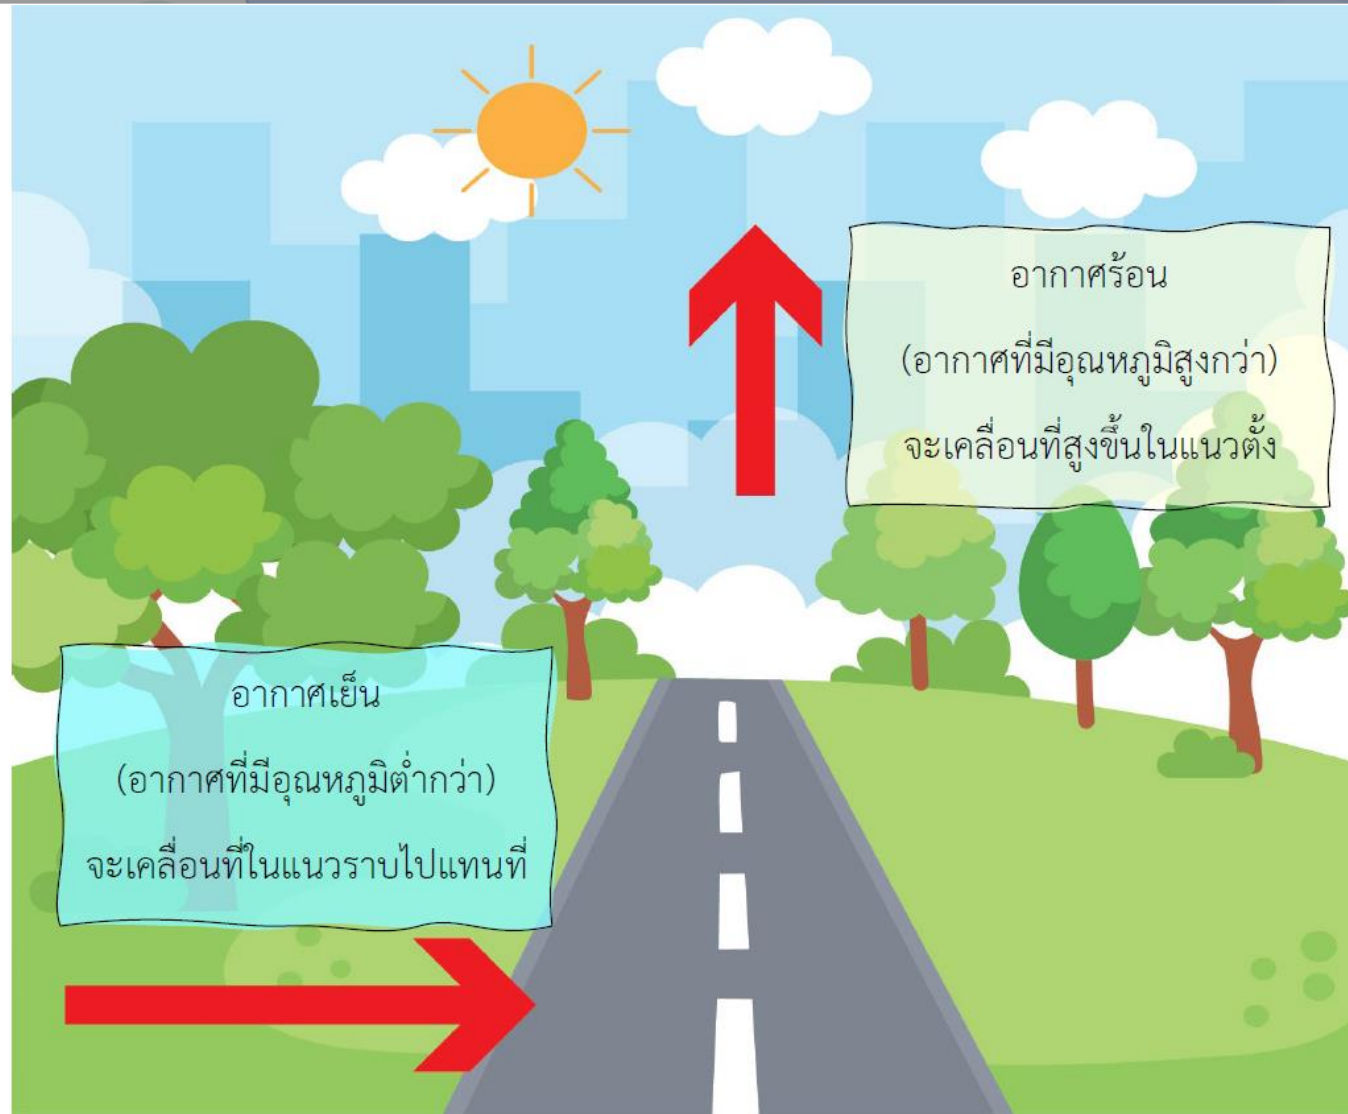 อากาศร้อน
(อากาศที่มีอุณหภูมิสูงกว่า)
จะเคลื่อนที่สูงขึ้นในแนวตั้ง
อากาศเย็น
(อากาศที่มีอุณหภูมิต่ำกว่า)
จะเคลื่อนที่ในแนวราบไปแทนที่